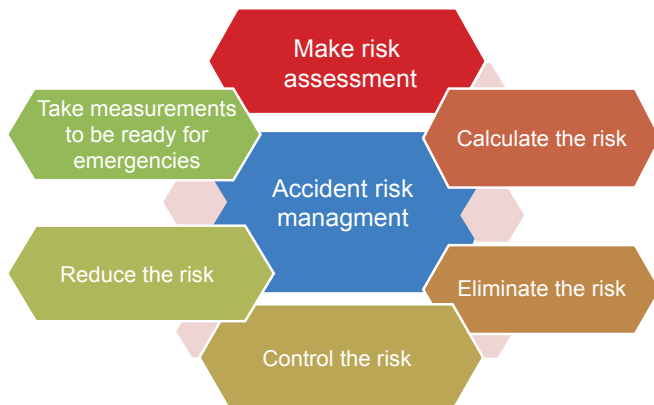 Make risk
assessment
Calculate the risk
Eliminate the risk
Control the risk
Reduce the risk
Take measurements
to be ready for
emergencies
Accident risk
managment